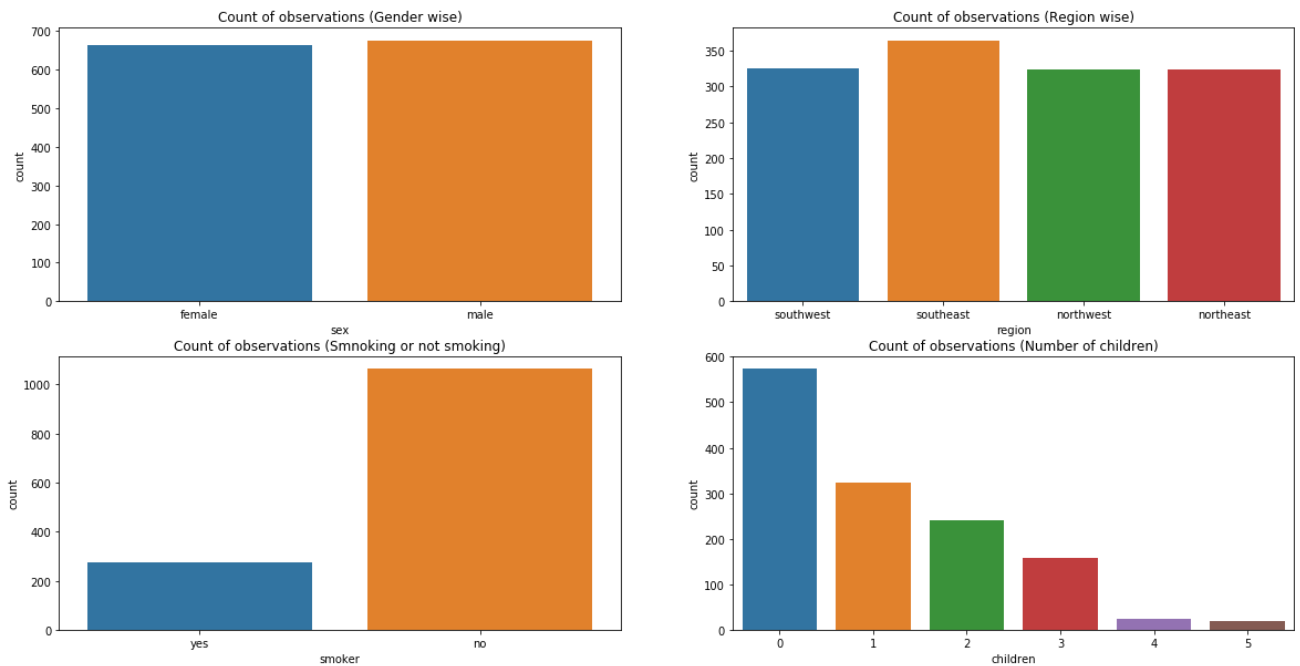 Count of observations (Gender wise)
700
600
500
400
300
200
100
0
count
female
male
sex
Count of observations (Region wise)
350
300
250
200
150
100
50
0
count
southwest
southeast
northwest
northeast
region
Count of observations (Smnoking or not smoking)
1000
800
600
400
200
0
count
yes
no
smoker
Count of observations (Number of children)
600
500
400
300
200
100
0
count
0
1
2
3
4
5
children